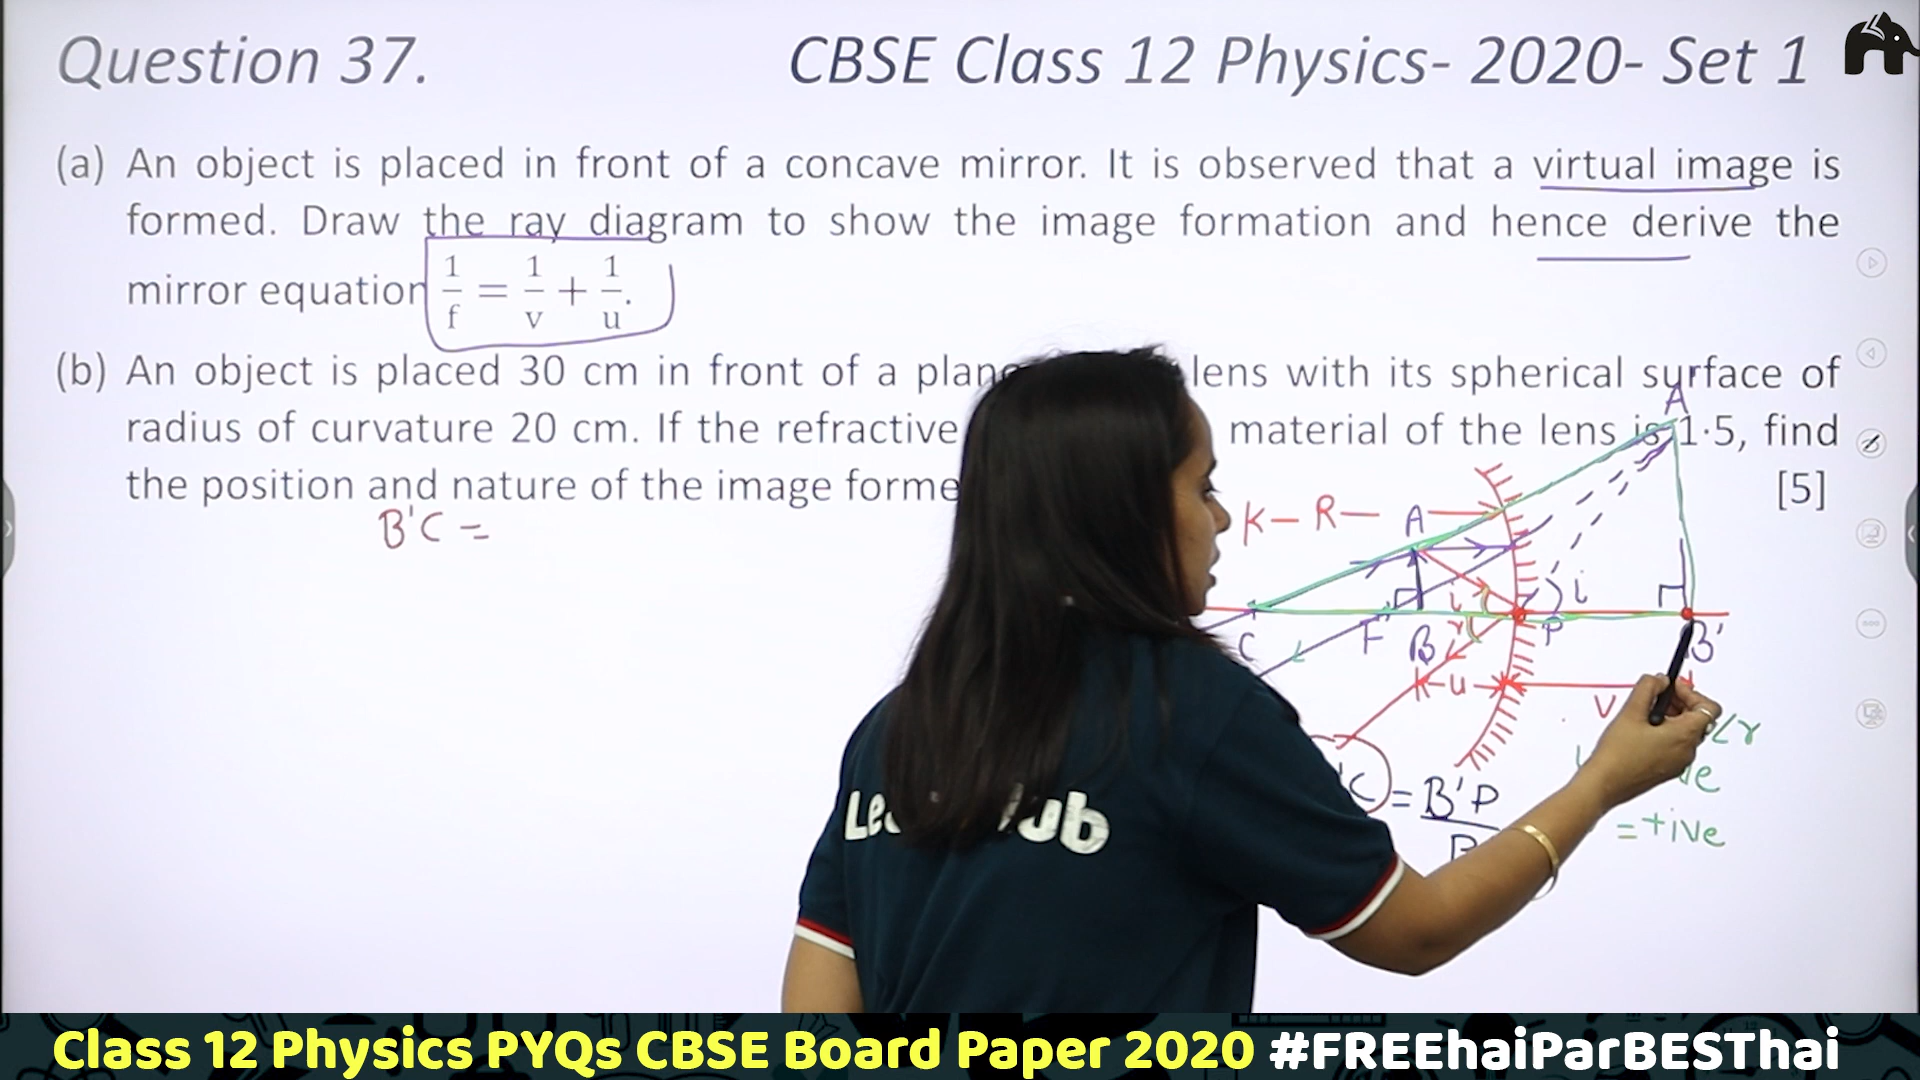 Question 37.
CBSE Class 12 Physics- 2020- Set 1
(a) An object is placed in front of a concave mirror. It is observed that a virtual image is
formed. Draw the ray diagram to show the image formation and hence derive the
mirror equation 1/f = 1/v + 1/u.
(b) An object is placed 30 cm in front of a lens with its spherical surface of
radius of curvature 20 cm. If the refractive material of the lens is 1·5, find
the position and nature of the image
[5]
B'C =
R
A
A
i
i
r
C
F
B
P
B'
u
v
= B'P
= +ive
Class 12 Physics PYQs CBSE Board Paper 2020 #FREEhaiParBESThai